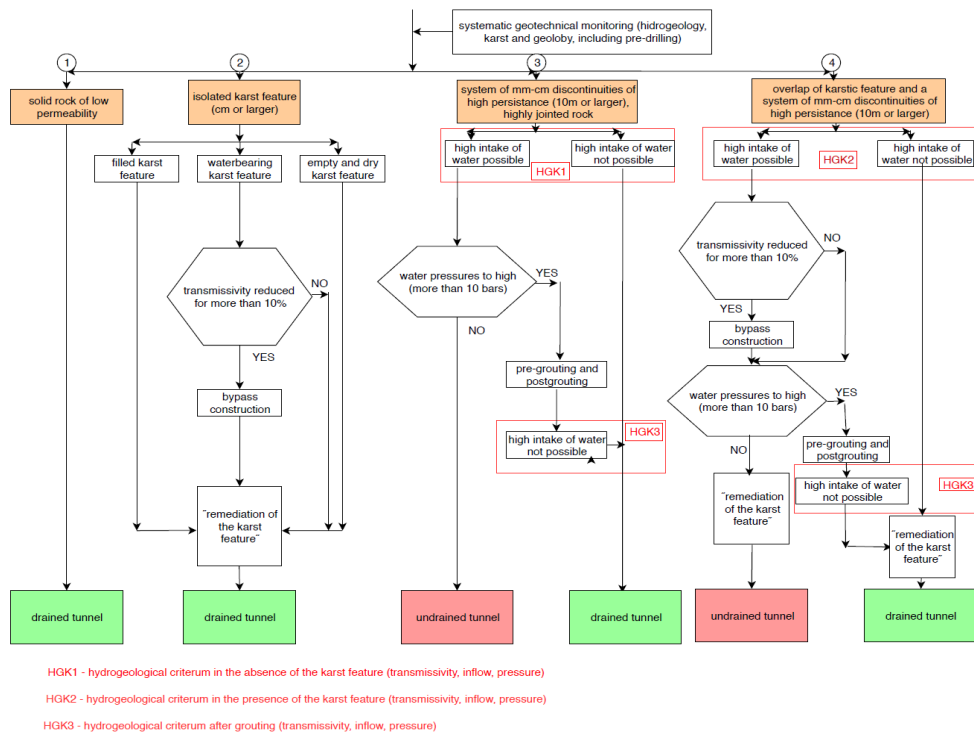 systematic geotechnical monitoring (hidrogeology,
karst and geoloby, including pre-drilling)
1
2
3
4
solid rock of low
permeability
isolated karst feature
(cm or larger)
system of mm-cm discontinuities of
high persistance (10m or larger),
highly jointed rock
overlap of karstic feature and a
system of mm-cm discontinuities of
high persistance (10m or larger)
filled karst
feature
waterbearing
karst feature
empty and dry
karst feature
high intake of
water possible
high intake of water
not possible
HGK1
high intake of
water possible
high intake of
water not possible
HGK2
transmissivity reduced
for more than 10%
NO
YES
bypass
construction
"remediation of
the karst
feature"
water pressures to high
(more than 10 bars)
YES
NO
pre-grouting and
postgrouting
high intake of water
not possible
HGK3
transmissivity reduced
for more than 10%
NO
YES
bypass
construction
water pressures to high
(more than 10 bars)
YES
NO
pre-grouting and
postgrouting
high intake of water
not possible
HGK3
"remediation
of the karst
feature"
"remediation
of the karst
feature"
drained tunnel
drained tunnel
undrained tunnel
drained tunnel
undrained tunnel
drained tunnel
HGK1 - hydrogeological criterum in the absence of the karst feature (transmissivity, inflow, pressure)
HGK2 - hydrogeological criterum in the presence of the karst feature (transmissivity, inflow, pressure)
HGK3 - hydrogeological criterum after grouting (transmissivity, inflow, pressure)